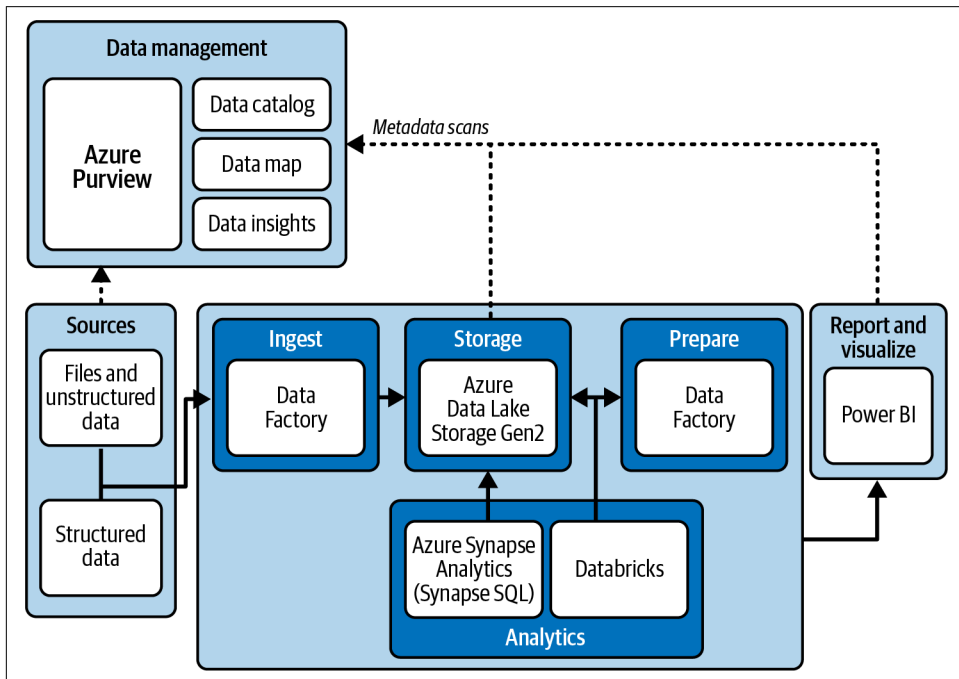 Data management
Azure
Purview
Data catalog
Data map
Data insights
Metadata scans
Sources
Files and
unstructured
data
Structured
data
Ingest
Data
Factory
Storage
Azure
Data Lake
Storage Gen2
Prepare
Data
Factory
Azure Synapse
Analytics
(Synapse SQL)
Databricks
Analytics
Report and
visualize
Power BI